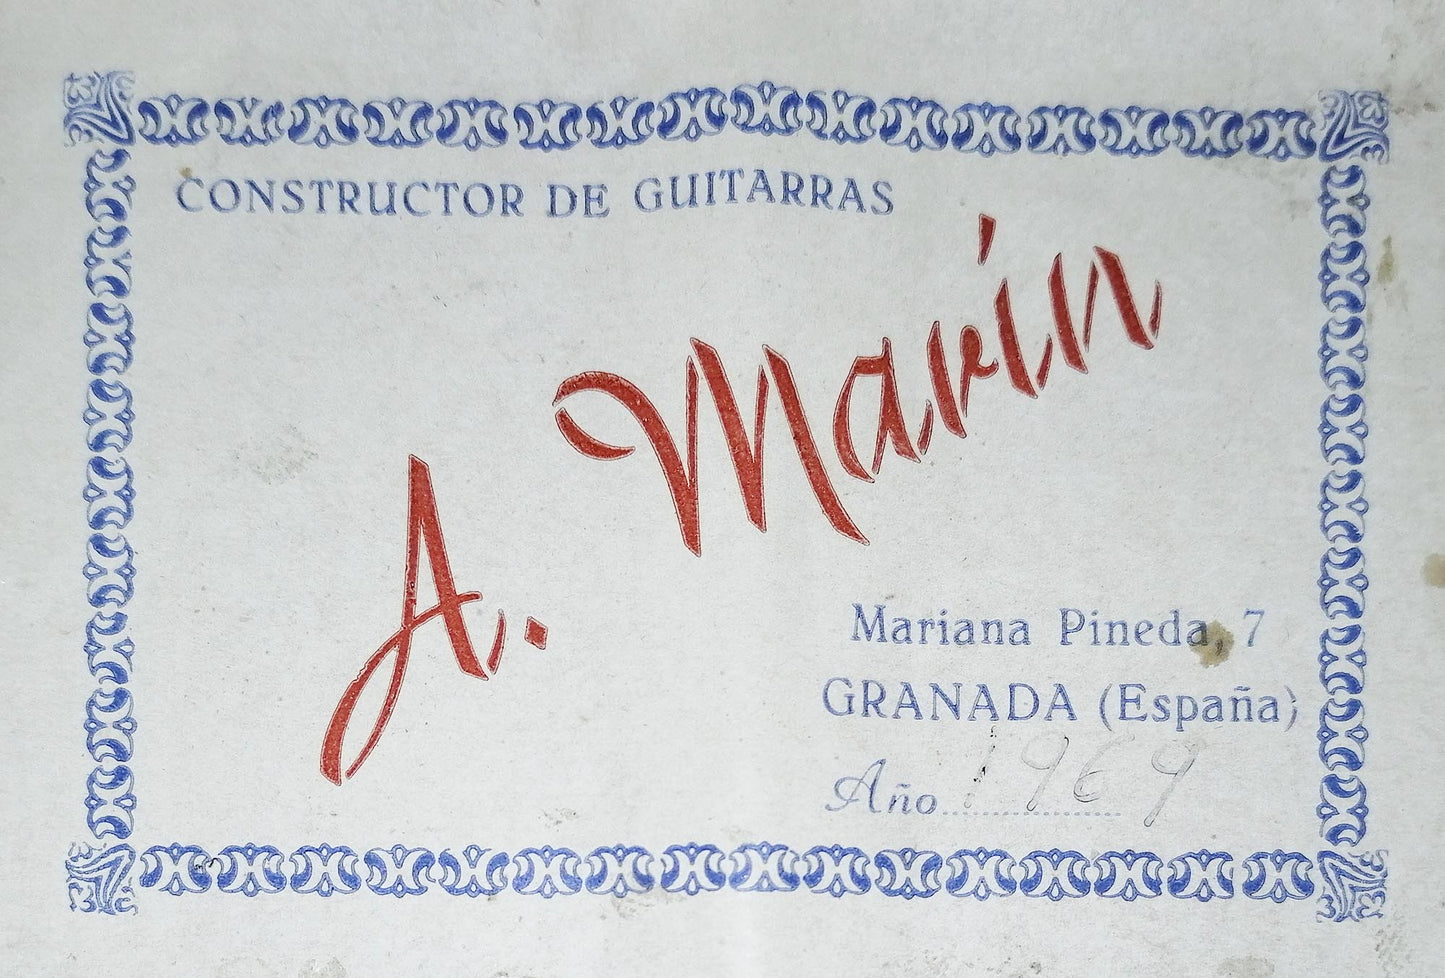 CONSTRUCTOR DE GUITARRAS
A. Marín
Mariana Pineda, 7
GRANADA (España)
Año 1969